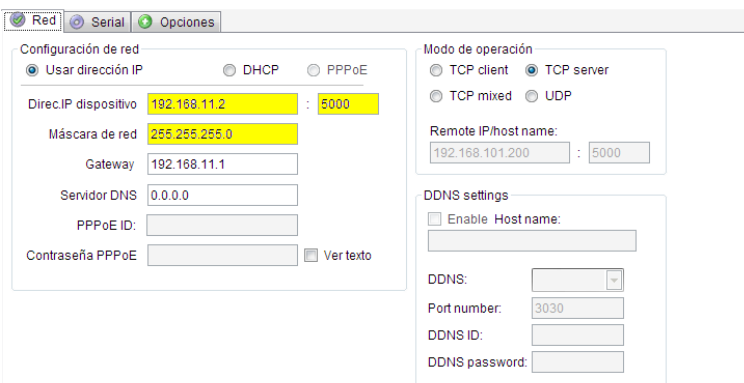 Red Serial Opciones
Configuración de red
Usar dirección IP DHCP PPPoE
Direc.IP dispositivo 192.168.11.2 : 5000
Máscara de red 255.255.255.0
Gateway 192.168.11.1
Servidor DNS 0.0.0.0
PPPoE ID:
Contraseña PPPoE Ver texto
Modo de operación
TCP client TCP server
TCP mixed UDP
Remote IP/host name:
192.168.101.200 : 5000
DDNS settings
Enable Host name:
DDNS:
Port number: 3030
DDNS ID:
DDNS password: